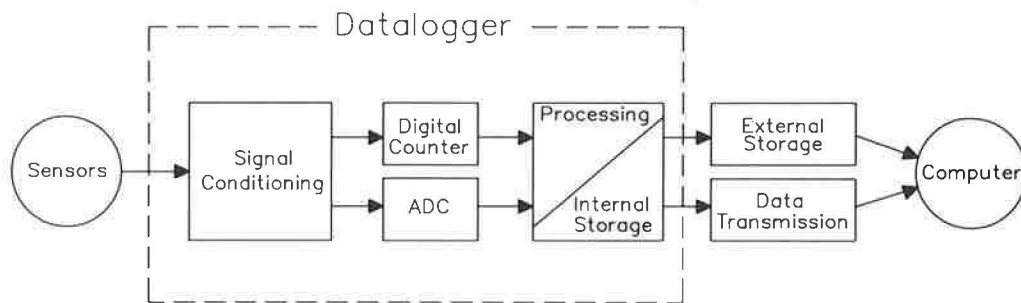 Datalogger
Sensors
Signal
Conditioning
Digital
Counter
ADC
Processing
Internal
Storage
External
Storage
Data
Transmission
Computer